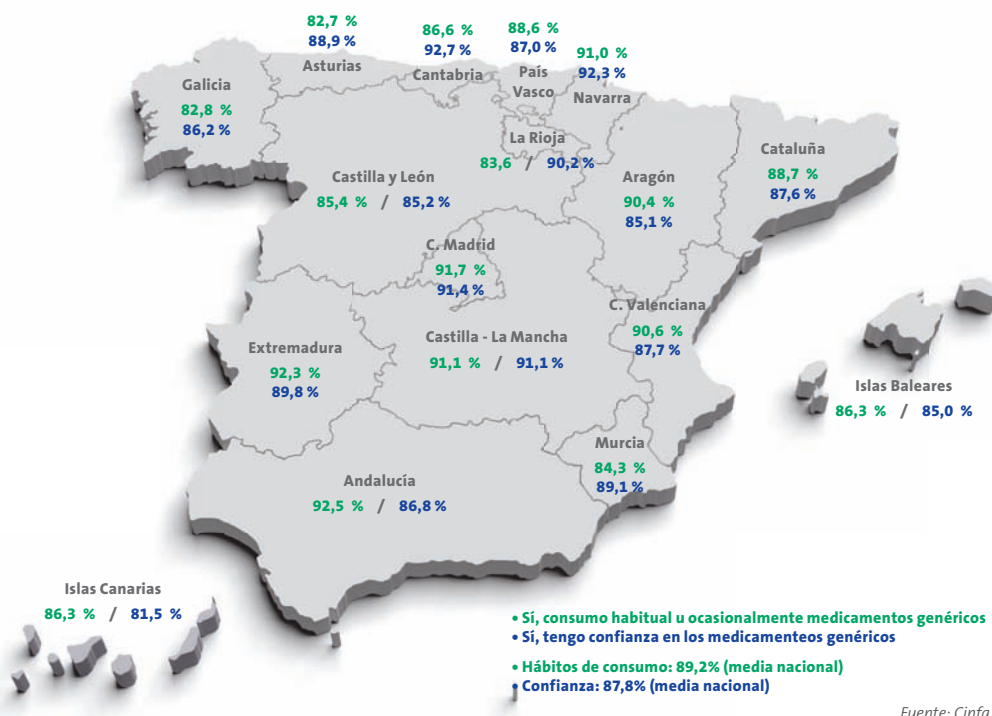 82,7 %
88,9 %
Asturias
86,6 %
92,7 %
Cantabria
88,6 %
87,0 %
País
Vasco
91,0 %
92,3 %
Navarra
Galicia
82,8 %
86,2 %
La Rioja
83,6 / 90,2 %
Castilla y León
85,4 % / 85,2 %
Aragón
90,4 %
85,1 %
Cataluña
88,7 %
87,6 %
C. Madrid
91,7 %
91,4 %
C. Valenciana
90,6 %
87,7 %
Extremadura
92,3 %
89,8 %
Castilla - La Mancha
91,1 % / 91,1 %
Islas Baleares
86,3 % / 85,0 %
Murcia
84,3 %
89,1 %
Andalucía
92,5 % / 86,8 %
Islas Canarias
86,3 % / 81,5 %
• Sí, consumo habitual u ocasionalmente medicamentos genéricos
• Sí, tengo confianza en los medicamenteos genéricos
• Hábitos de consumo: 89,2% (media nacional)
• Confianza: 87,8% (media nacional)
Fuente: Cinfa